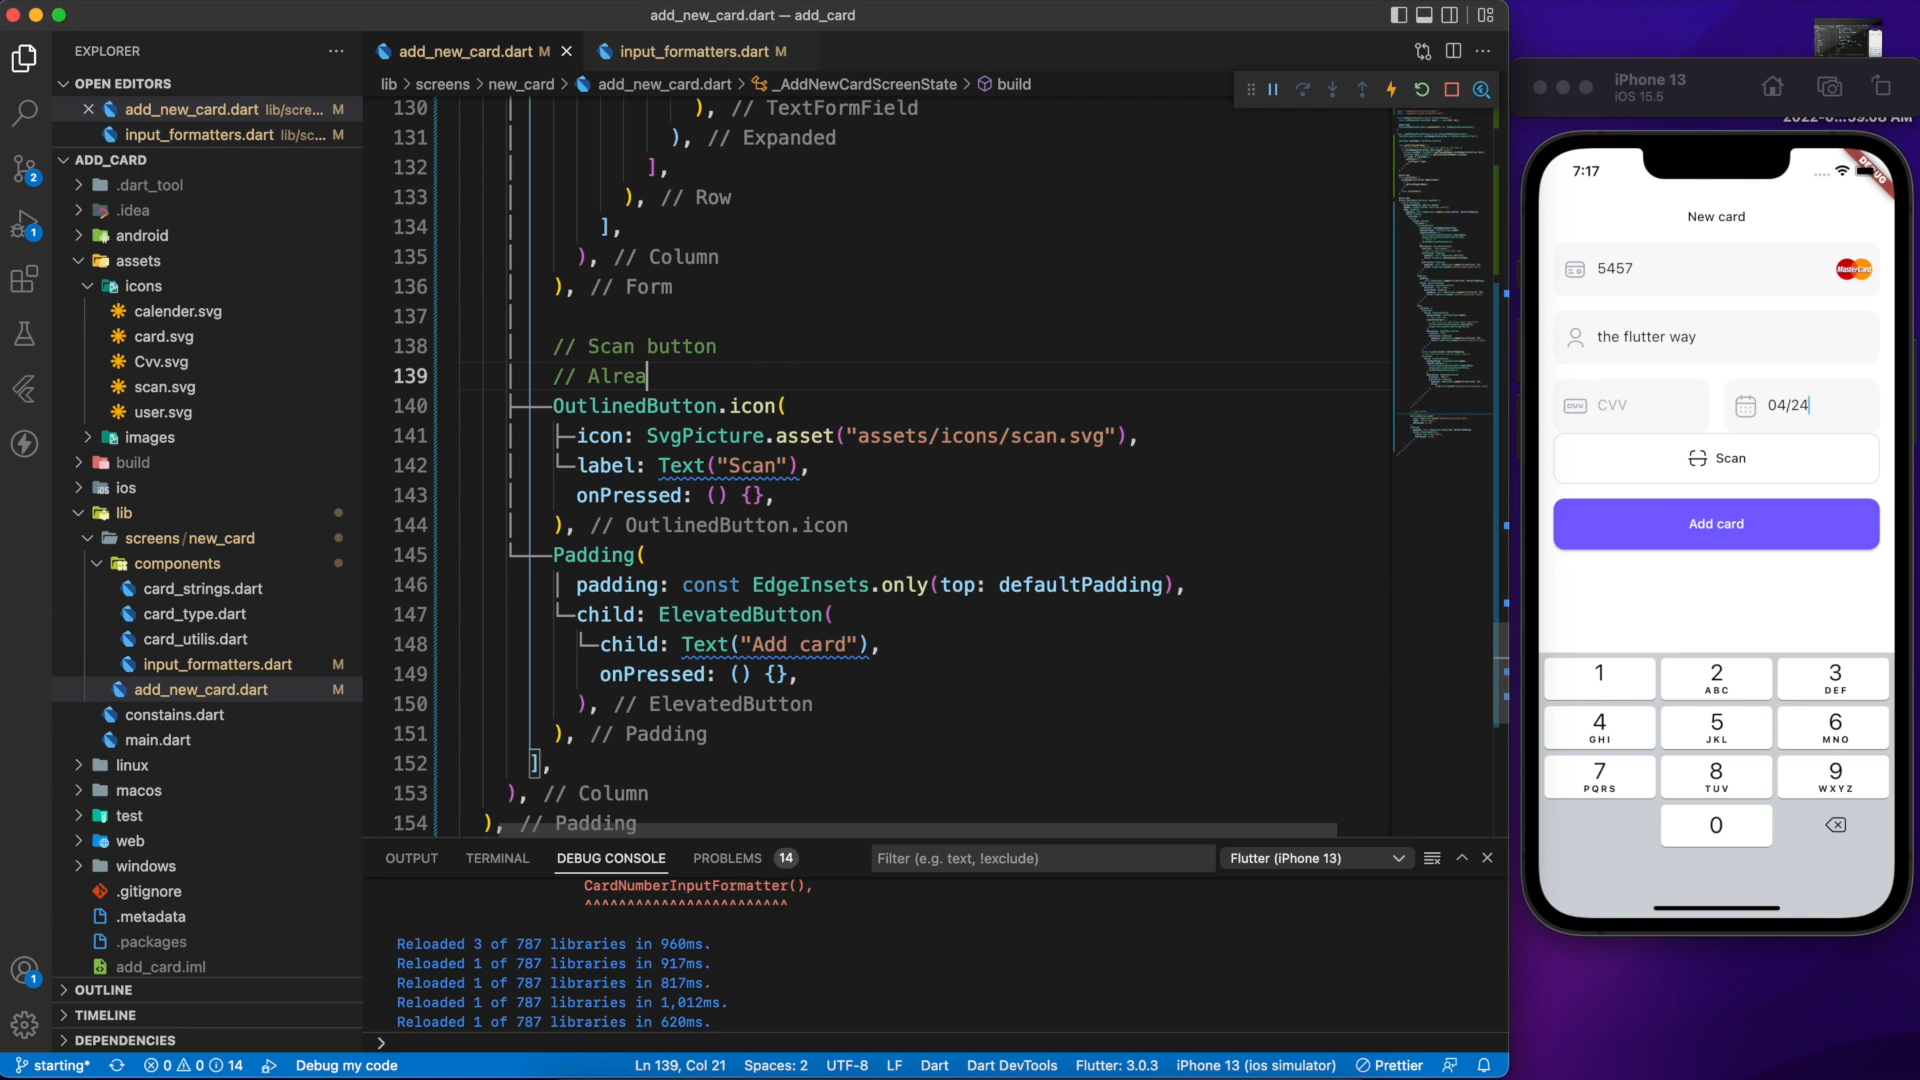 add_new_card.dart — add_card
EXPLORER
OPEN EDITORS
add_new_card.dart lib/scre... M
input_formatters.dart lib/sc... M
ADD_CARD
.dart_tool
.idea
android
assets
icons
calender.svg
card.svg
Cvv.svg
scan.svg
user.svg
images
build
ios
lib
screens/new_card
components
card_strings.dart
card_type.dart
card_utilis.dart
input_formatters.dart M
add_new_card.dart M
constains.dart
main.dart
linux
macos
test
web
windows
.gitignore
.metadata
.packages
add_card.iml
OUTLINE
TIMELINE
DEPENDENCIES
2
1
1
add_new_card.dart M
input_formatters.dart M
lib > screens > new_card > add_new_card.dart > _AddNewCardScreenState > build
130 ), // TextFormField
131 ), // Expanded
132 ],
133 ), // Row
134 ],
135 ), // Column
136 ), // Form
137
138 // Scan button
139 // Alrea
140 OutlinedButton.icon(
141 icon: SvgPicture.asset("assets/icons/scan.svg"),
142 label: Text("Scan"),
143 onPressed: () {},
144 ), // OutlinedButton.icon
145 Padding(
146 padding: const EdgeInsets.only(top: defaultPadding),
147 child: ElevatedButton(
148 child: Text("Add card"),
149 onPressed: () {},
150 ), // ElevatedButton
151 ), // Padding
152 ],
153 ), // Column
154 ), // Padding
OUTPUT TERMINAL DEBUG CONSOLE PROBLEMS 14
Filter (e.g. text, !exclude)
Flutter (iPhone 13)
CardNumberInputFormatter(),
^^^^^^^^^^^^^^^^^^^^^^^^
Reloaded 3 of 787 libraries in 960ms.
Reloaded 1 of 787 libraries in 917ms.
Reloaded 1 of 787 libraries in 817ms.
Reloaded 1 of 787 libraries in 1,012ms.
Reloaded 1 of 787 libraries in 620ms.
>
starting* 0 0 14 Debug my code Ln 139, Col 21 Spaces: 2 UTF-8 LF Dart Dart DevTools Flutter: 3.0.3 iPhone 13 (ios simulator) Prettier
iPhone 13
iOS 15.5
7:17
DEBUG
New card
5457
MasterCard
the flutter way
CVV CVV
04/24
Scan
Add card
1
2
ABC
3
DEF
4
GHI
5
JKL
6
MNO
7
PQRS
8
TUV
9
WXYZ
0